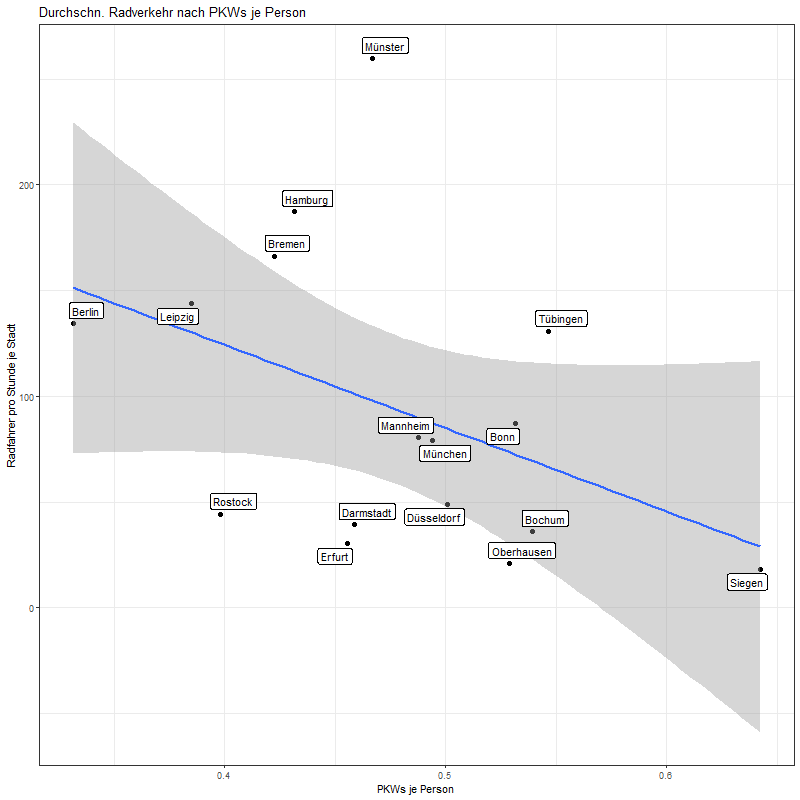 Durchschn. Radverkehr nach PKWs je Person
Münster
200
Hamburg
Bremen
Berlin
Leipzig
Tübingen
Radfahrer pro Stunde je Stadt
100
Mannheim
Bonn
München
Rostock
Darmstadt
Düsseldorf
Bochum
Erfurt
Oberhausen
Siegen
0
0.4
0.5
0.6
PKWs je Person